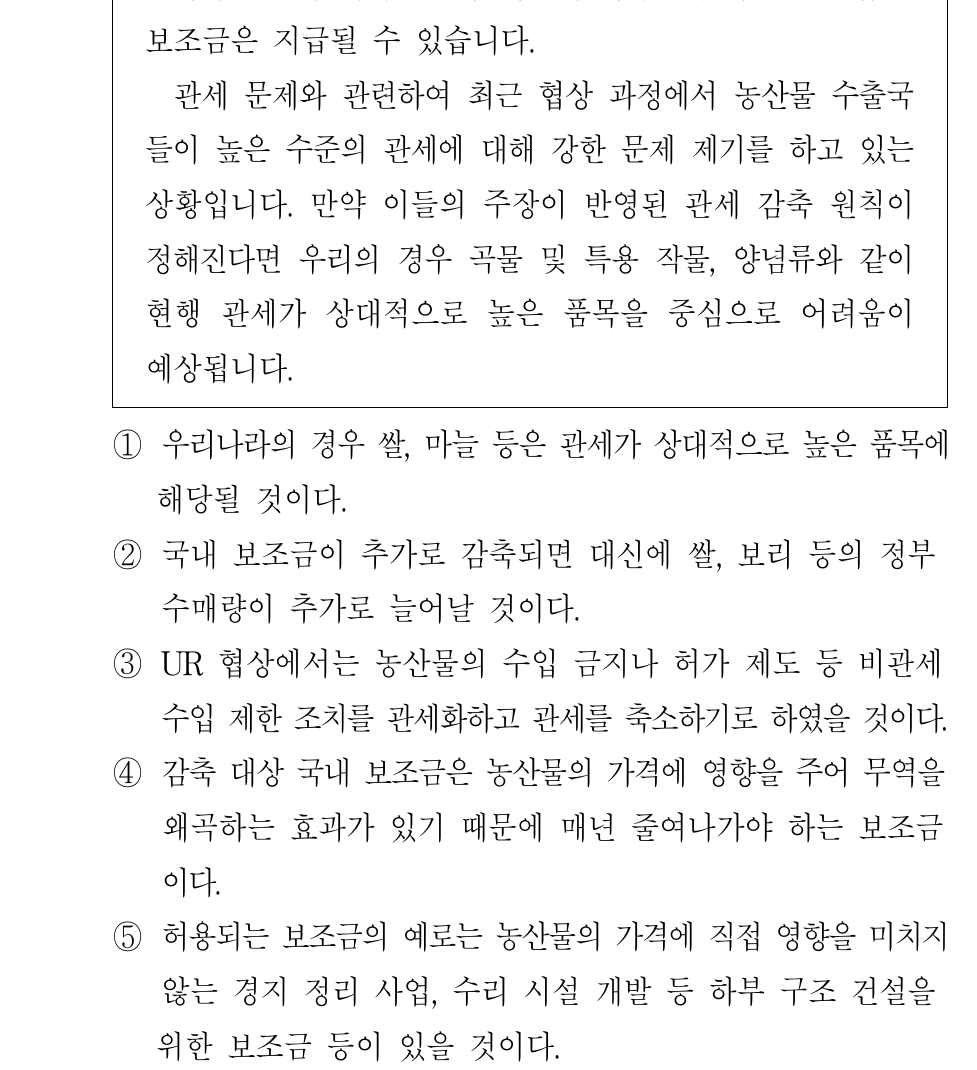 보조금은 지급될 수 있습니다.
관세 문제와 관련하여 최근 협상 과정에서 농산물 수출국
들이 높은 수준의 관세에 대해 강한 문제 제기를 하고 있는
상황입니다. 만약 이들의 주장이 반영된 관세 감축 원칙이
정해진다면 우리의 경우 곡물 및 특용 작물, 양념류와 같이
현행 관세가 상대적으로 높은 품목을 중심으로 어려움이
예상됩니다.
① 우리나라의 경우 쌀, 마늘 등은 관세가 상대적으로 높은 품목에
해당될 것이다.
② 국내 보조금이 추가로 감축되면 대신에 쌀, 보리 등의 정부
수매량이 추가로 늘어날 것이다.
③ UR 협상에서는 농산물의 수입 금지나 허가 제도 등 비관세
수입 제한 조치를 관세화하고 관세를 축소하기로 하였을 것이다.
④ 감축 대상 국내 보조금은 농산물의 가격에 영향을 주어 무역을
왜곡하는 효과가 있기 때문에 매년 줄여나가야 하는 보조금
이다.
⑤ 허용되는 보조금의 예로는 농산물의 가격에 직접 영향을 미치지
않는 경지 정리 사업, 수리 시설 개발 등 하부 구조 건설을
위한 보조금 등이 있을 것이다.